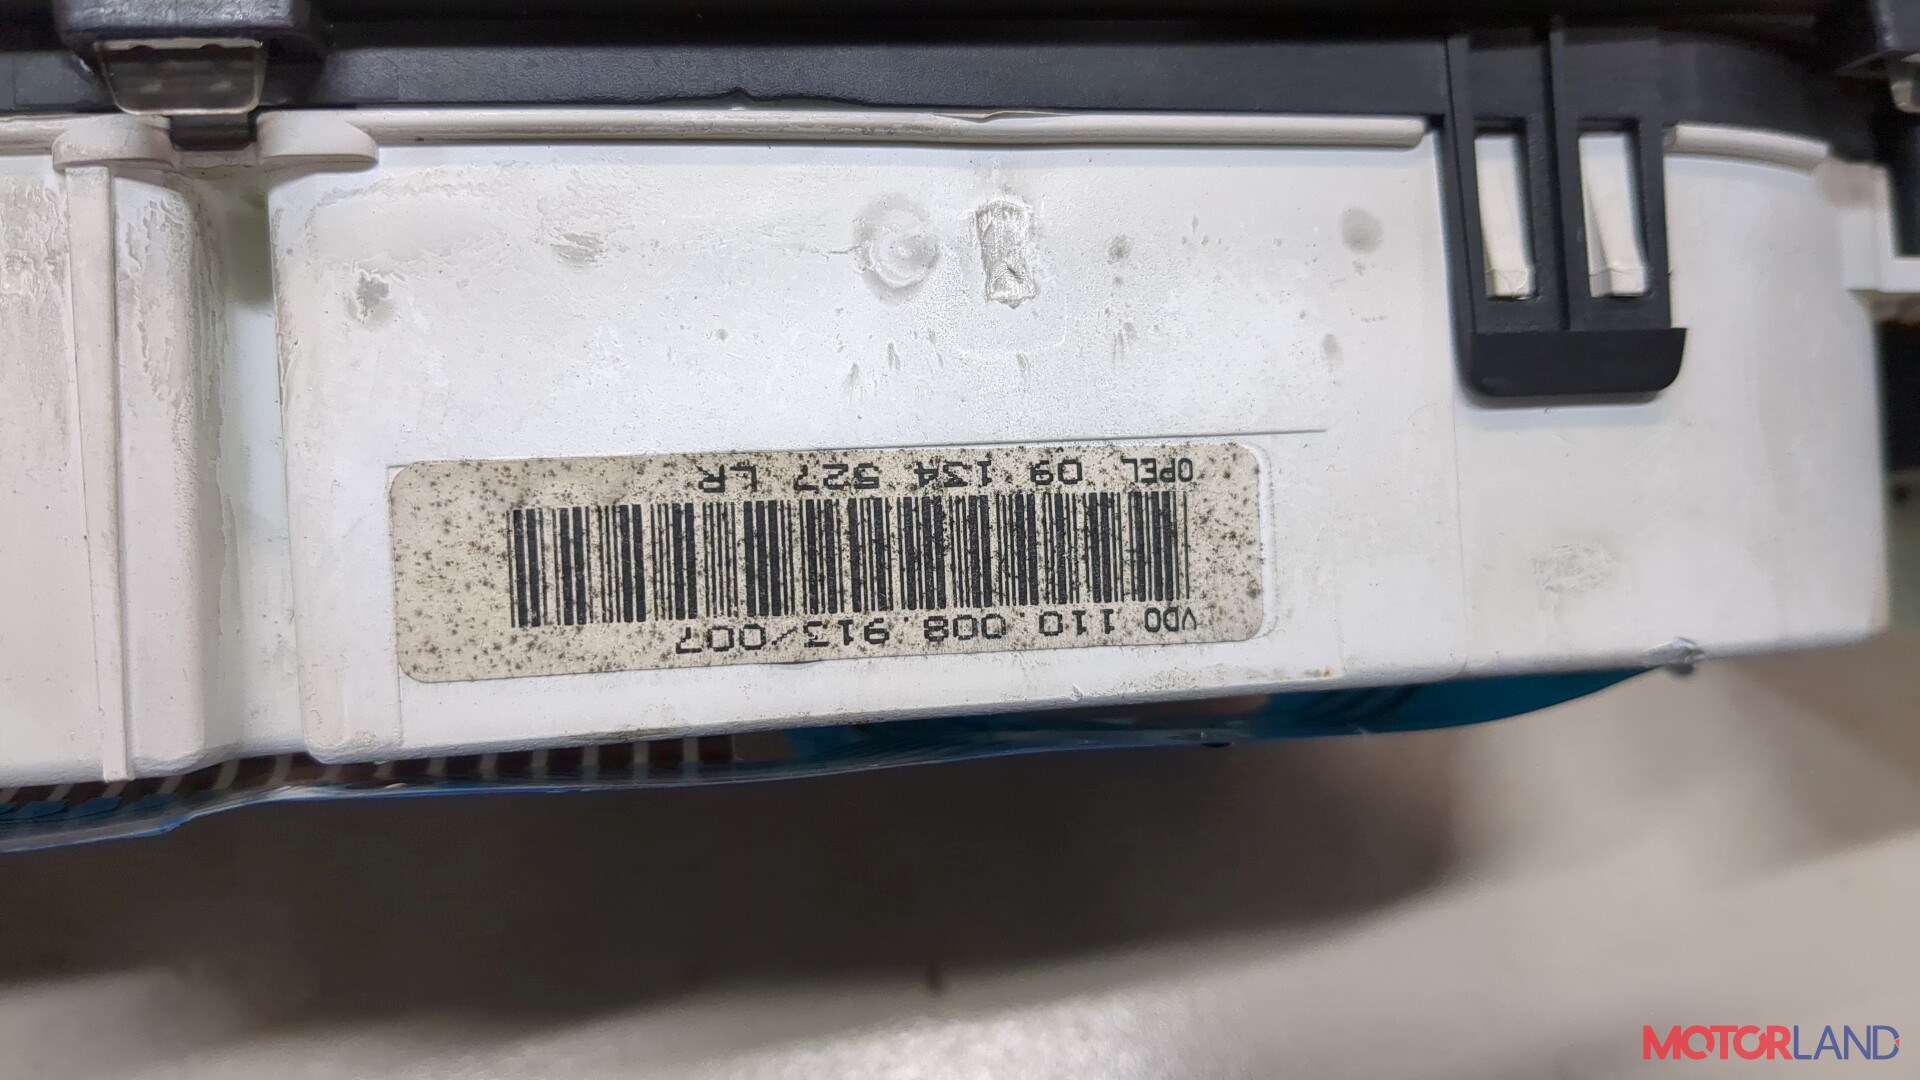 VDO 110.008.913/007
OPEL 09 134 527 LR
MOTORLAND